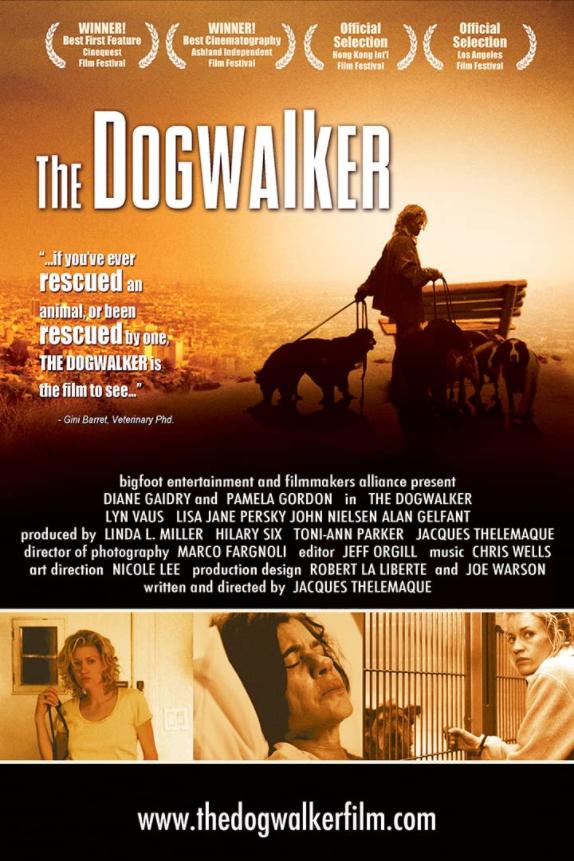 WINNER!
Best First Feature
Cinequest
Film Festival
WINNER!
Best Cinematography
Ashland Independent
Film Festival
Official
Selection
Hong Kong Int'l
Film Festival
Official
Selection
Los Angeles
Film Festival
THE DOGWALKER
"...if you've ever
rescued an
animal, or been
rescued by one,
THE DOGWALKER is
the film to see..."
- Gini Barret, Veterinary Phd.
bigfoot entertainment and filmmakers alliance present
DIANE GAIDRY and PAMELA GORDON in THE DOGWALKER
LYN VAUS LISA JANE PERSKY JOHN NIELSEN ALAN GELFANT
produced by LINDA L. MILLER HILARY SIX TONI-ANN PARKER JACQUES THELEMAQUE
director of photography MARCO FARGNOLI editor JEFF ORGILL music CHRIS WELLS
art direction NICOLE LEE production design ROBERT LA LIBERTE and JOE WARSON
written and directed by JACQUES THELEMAQUE
www.thedogwalkerfilm.com